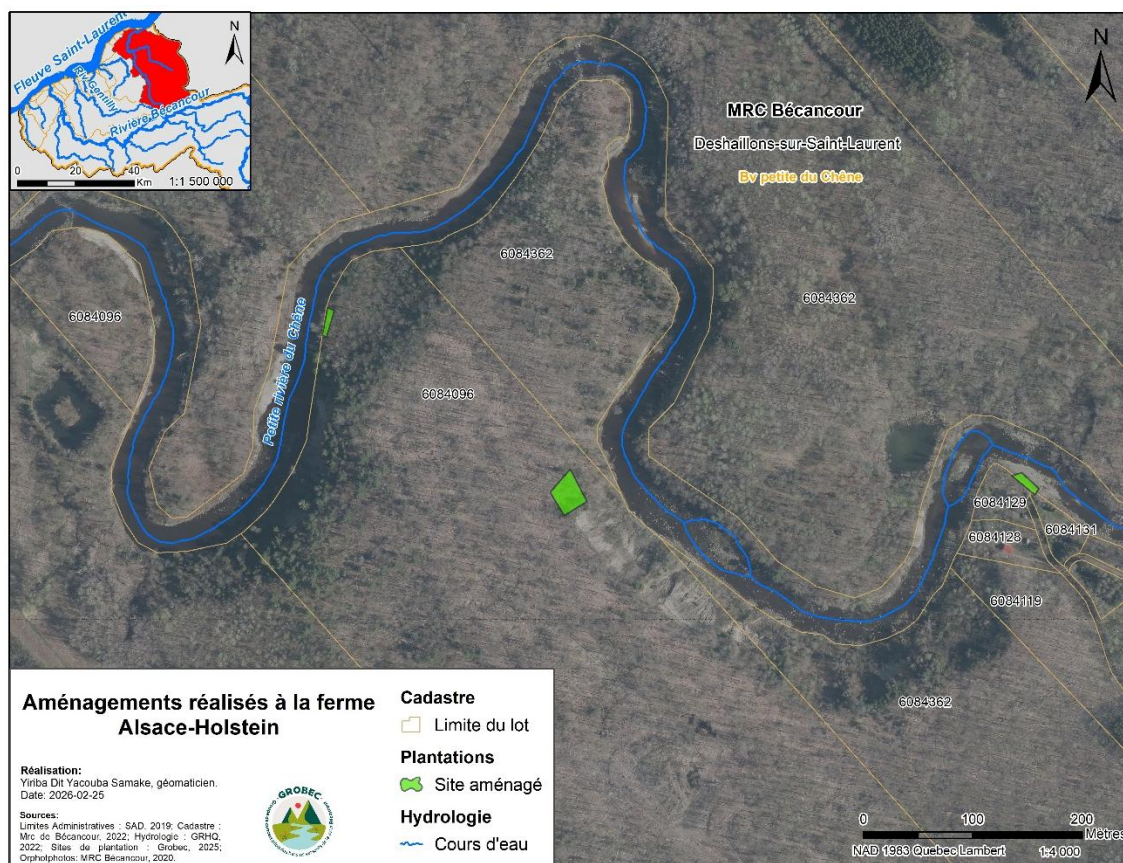 Fleuve Saint-Laurent
Riv Gentilly
Rivière Bécancour
N
0 20 40
Km
1:1 500 000
N
MRC Bécancour
Deshaillons-sur-Saint-Laurent
Bv petite du Chêne
6084362
6084362
6084096
6084096
Petite rivière du Chêne
6084129
6084128
6084131
6084119
6084362
Aménagements réalisés à la ferme
Alsace-Holstein
Réalisation:
Yiriba Dit Yacouba Samake, géomaticien.
Date: 2026-02-25
Sources:
Limites Administratives : SAD, 2019; Cadastre :
Mrc de Bécancour, 2022; Hydrologie : GRHQ,
2022; Sites de plantation : Grobec, 2025;
Orpholphotos: MRC Bécancour, 2020.
GROBEC
Cadastre
Limite du lot
Plantations
Site aménagé
Hydrologie
Cours d'eau
0 100 200
Mètres
NAD 1983 Quebec Lambert
1:4 000